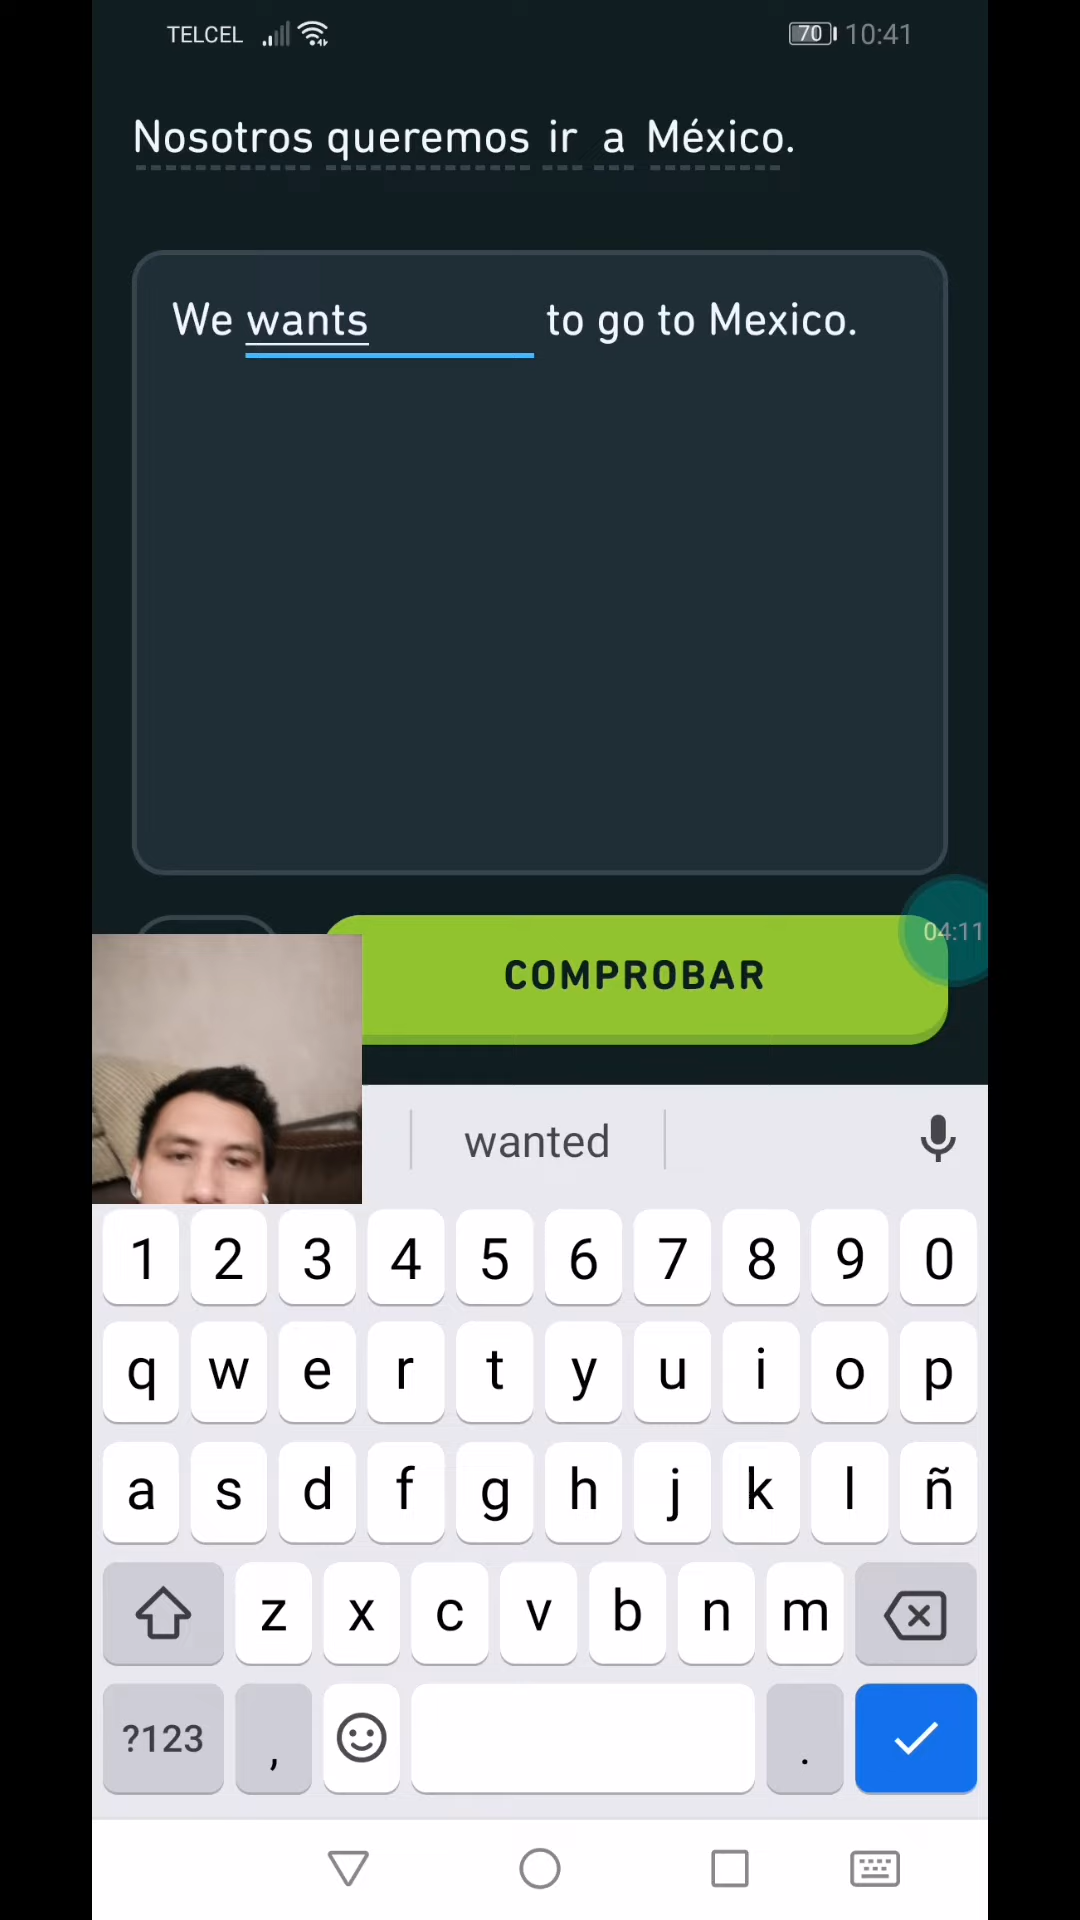 TELCEL 70 10:41
Nosotros queremos ir a México.
We wants to go to Mexico.
COMPROBAR
04:11
wanted
1 2 3 4 5 6 7 8 9 0
q w e r t y u i o p
a s d f g h j k l ñ
z x c v b n m
?123 , .